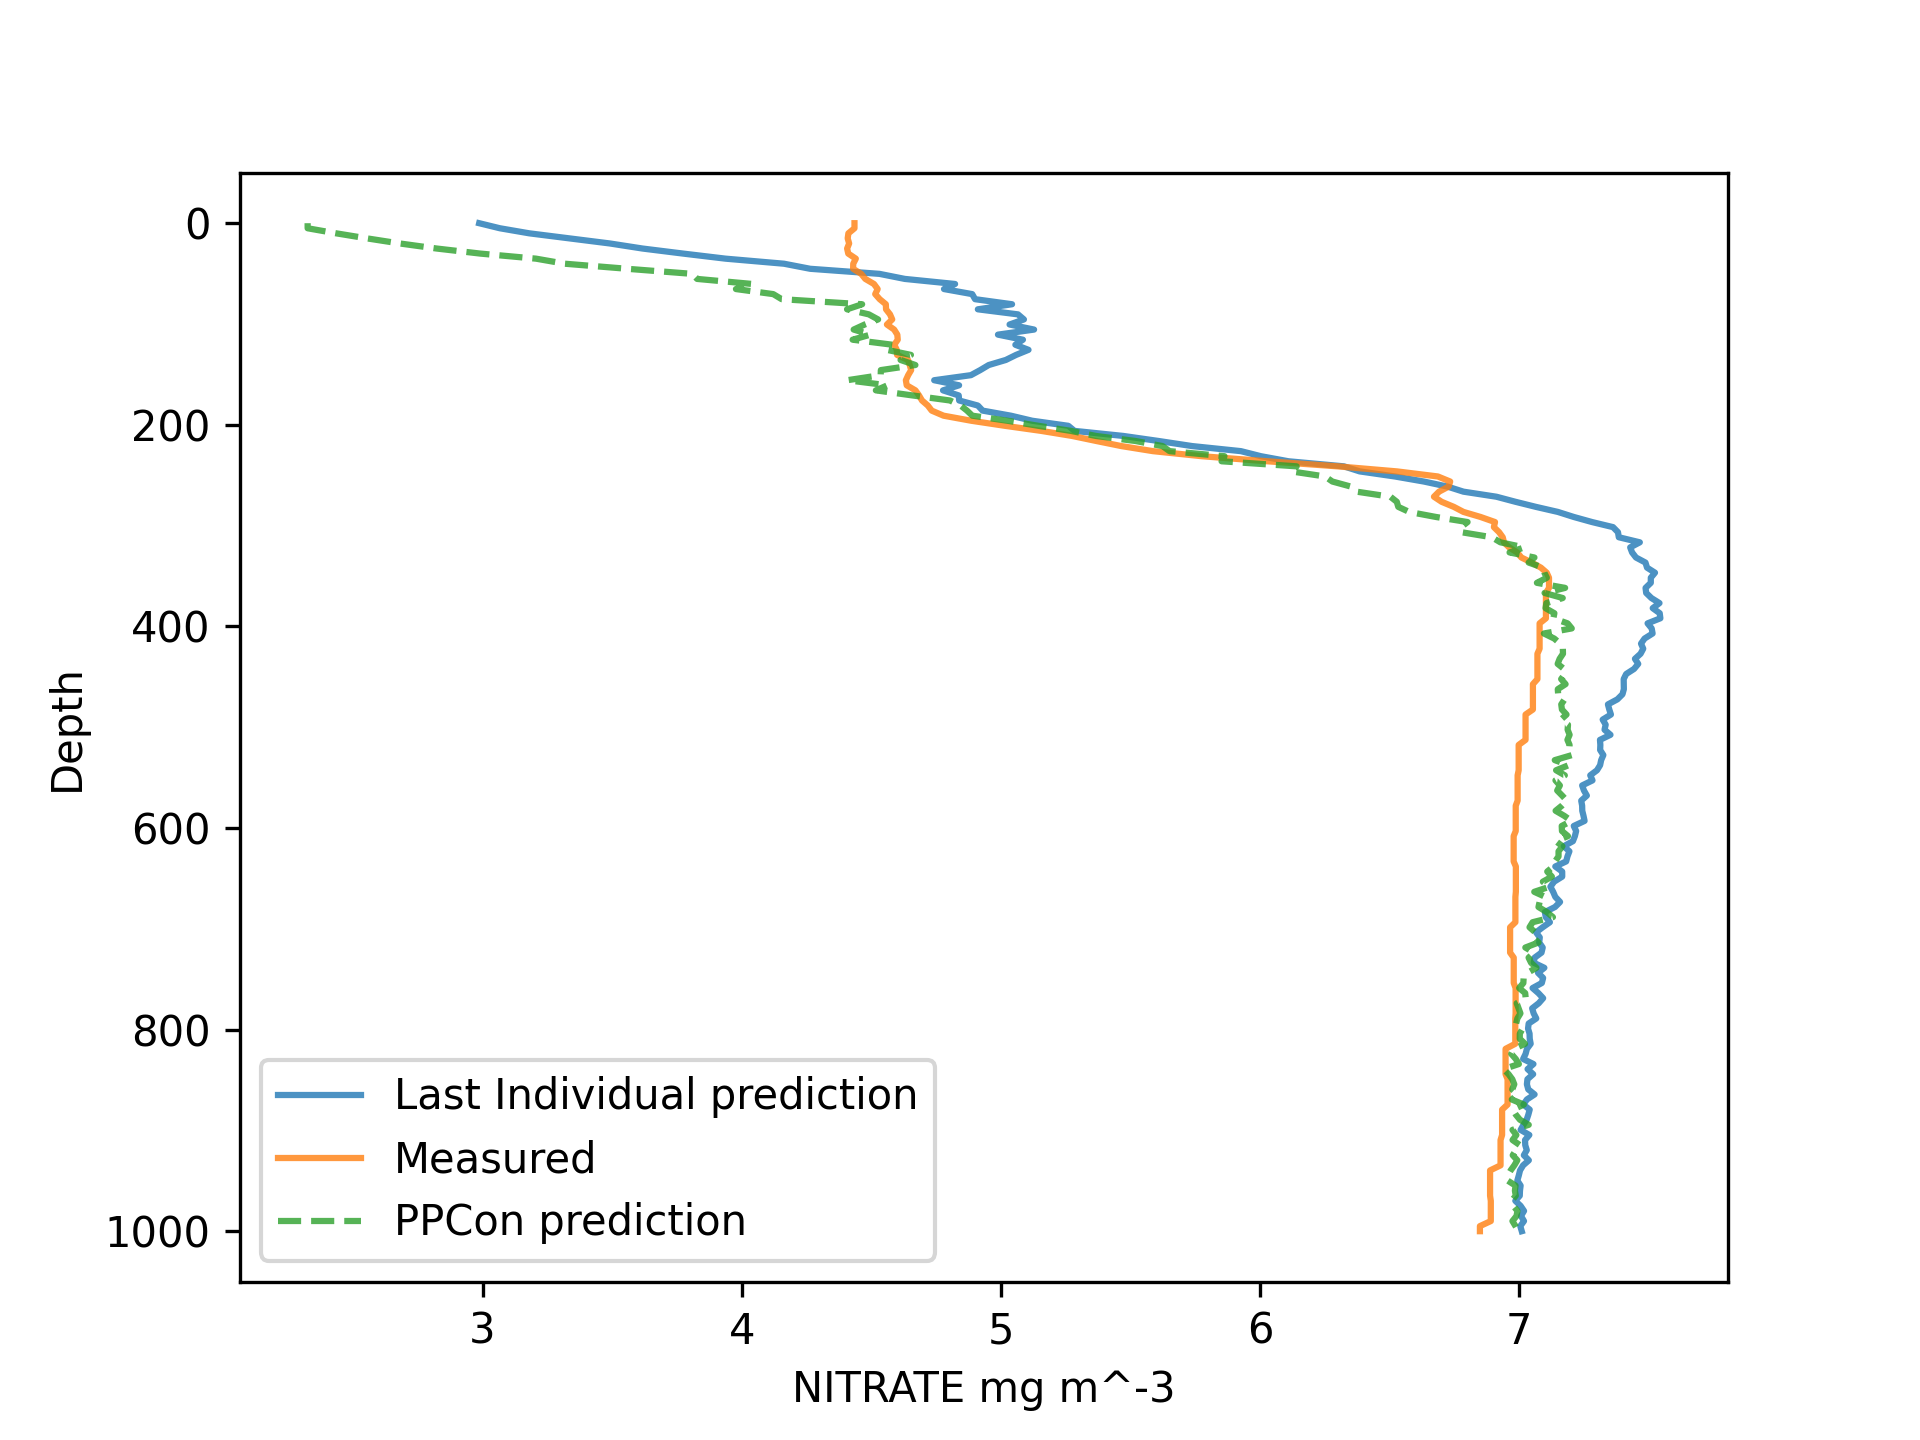 0
200
400
600
800
1000
Depth
Last Individual prediction
Measured
PPCon prediction
3 4 5 6 7
NITRATE mg m^-3